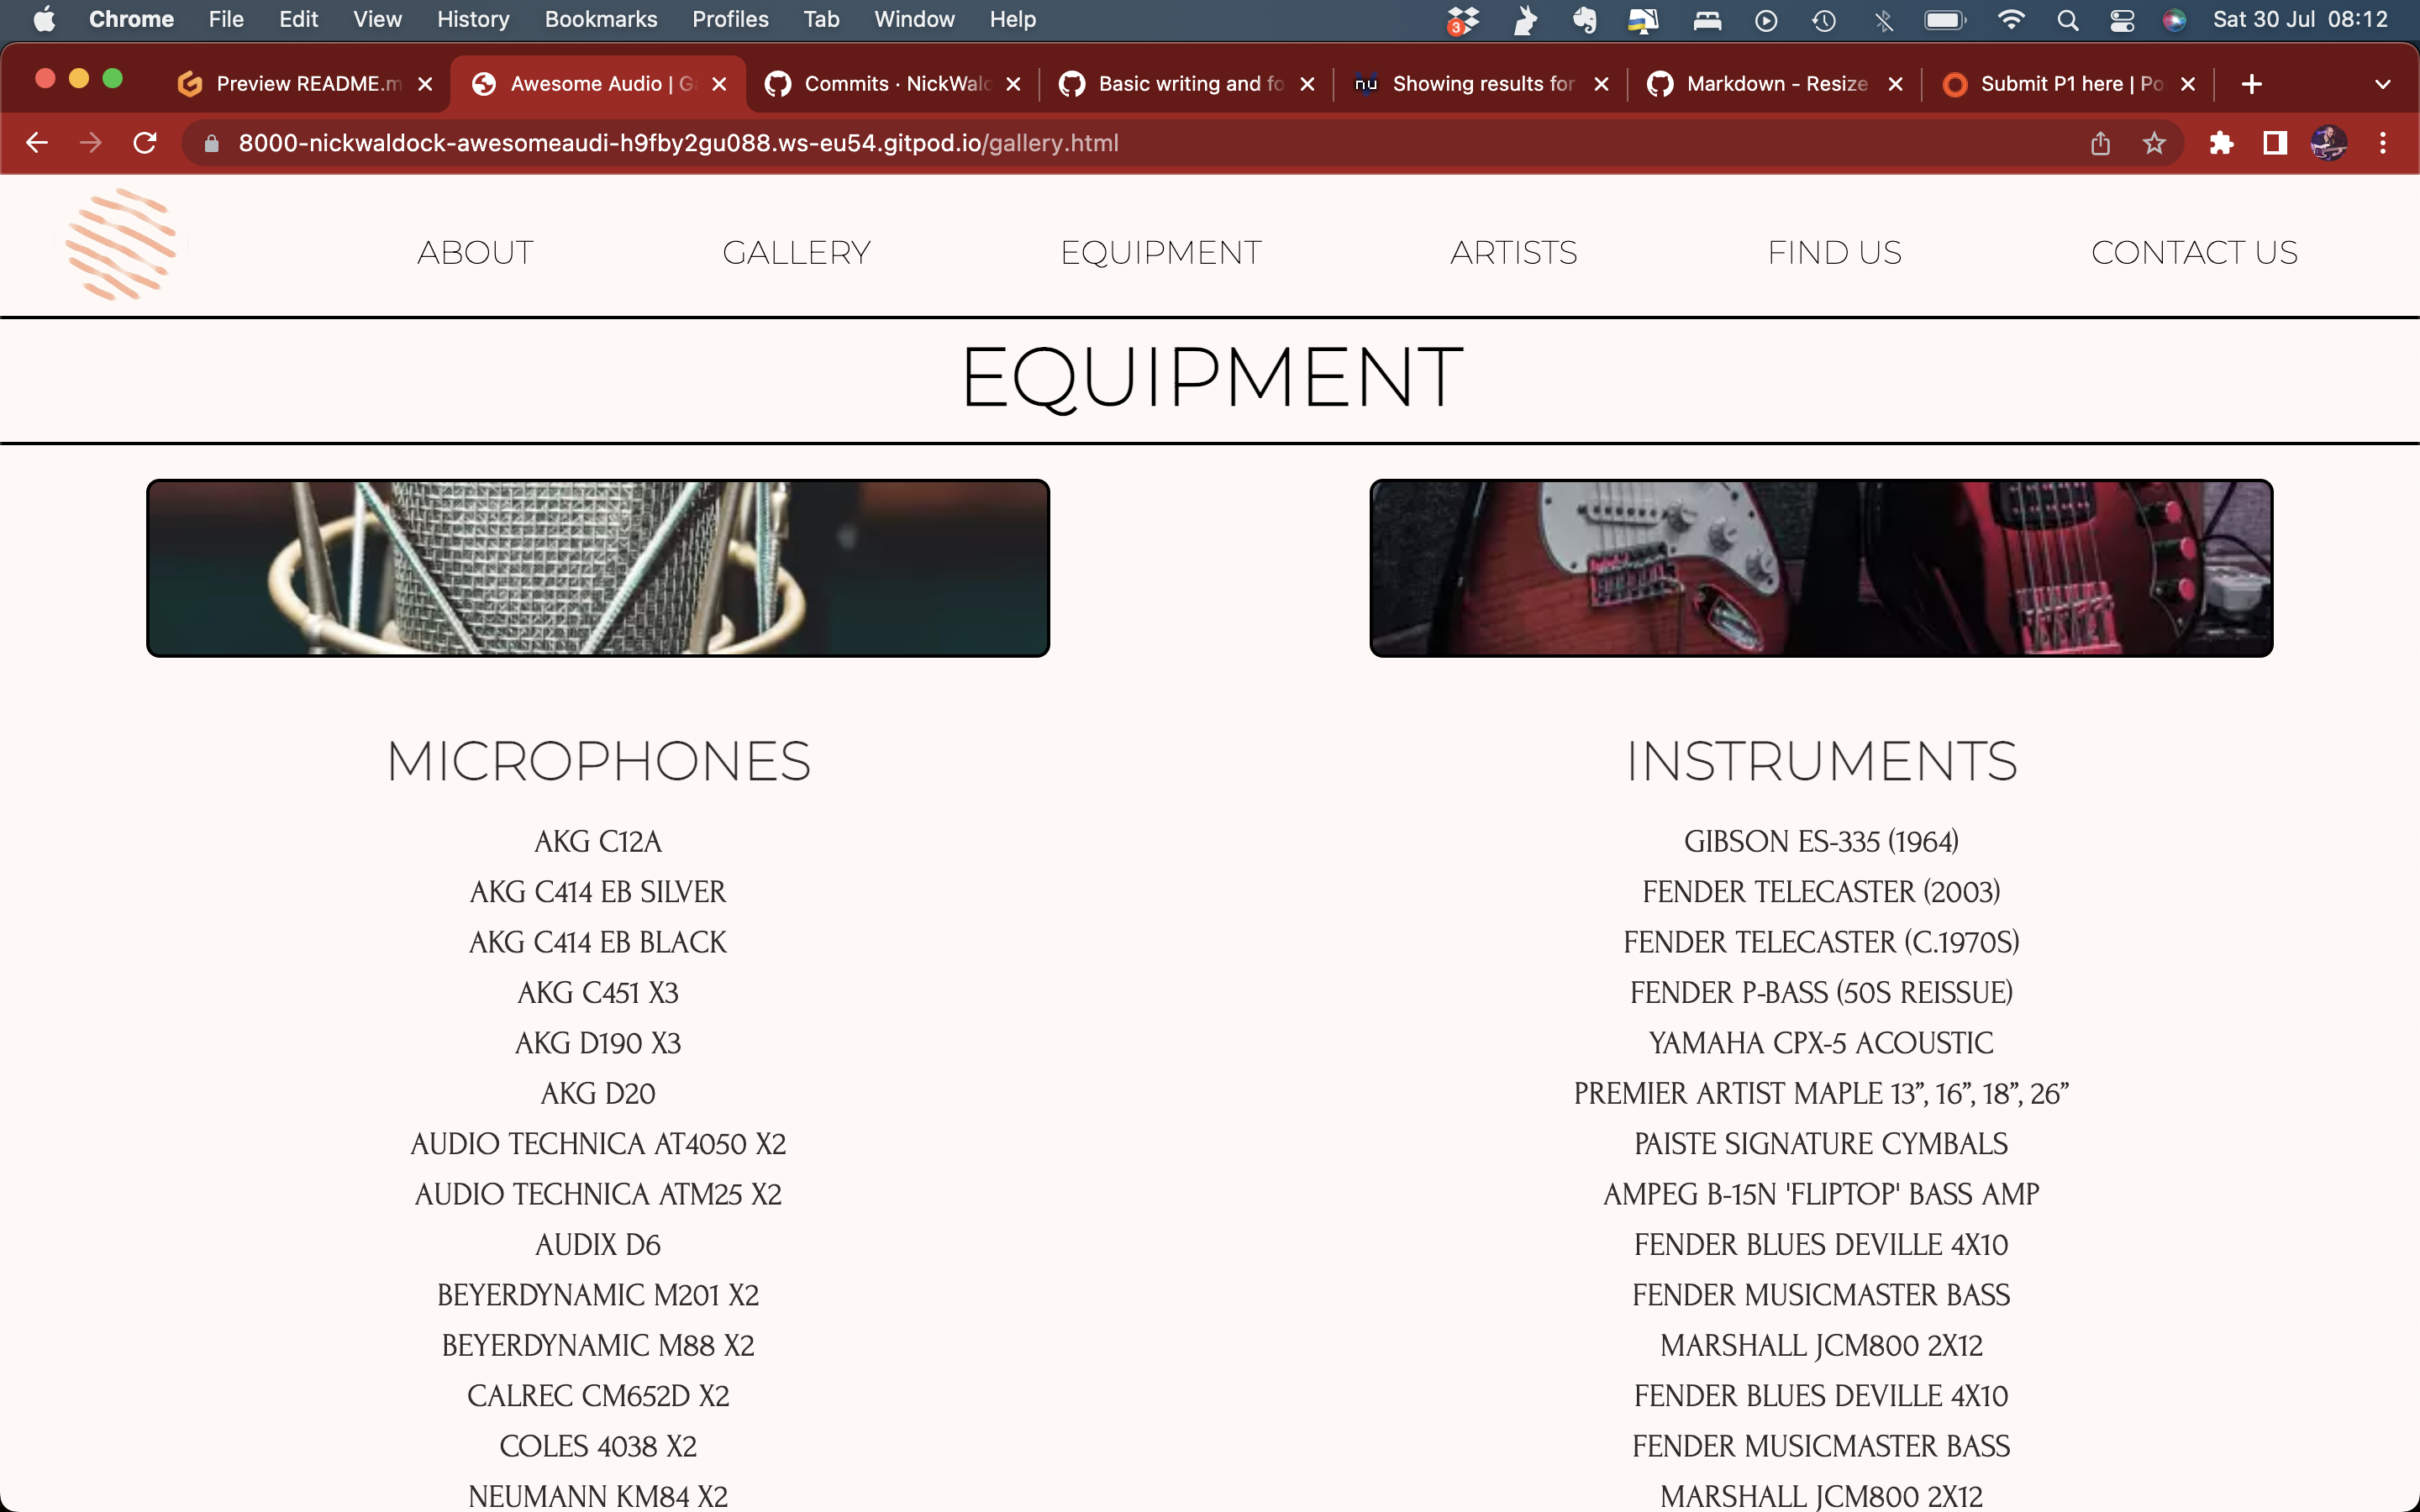 Chrome File Edit View History Bookmarks Profiles Tab Window Help 3 Sat 30 Jul 08:12
Preview README.m Awesome Audio | Ga Commits · NickWald Basic writing and fo nu Showing results for Markdown - Resize Submit P1 here | Po
8000-nickwaldock-awesomeaudi-h9fby2gu088.ws-eu54.gitpod.io/gallery.html
ABOUT GALLERY EQUIPMENT ARTISTS FIND US CONTACT US
EQUIPMENT
MICROPHONES
AKG C12A
AKG C414 EB SILVER
AKG C414 EB BLACK
AKG C451 X3
AKG D190 X3
AKG D20
AUDIO TECHNICA AT4050 X2
AUDIO TECHNICA ATM25 X2
AUDIX D6
BEYERDYNAMIC M201 X2
BEYERDYNAMIC M88 X2
CALREC CM652D X2
COLES 4038 X2
NEUMANN KM84 X2
INSTRUMENTS
GIBSON ES-335 (1964)
FENDER TELECASTER (2003)
FENDER TELECASTER (C.1970S)
FENDER P-BASS (50S REISSUE)
YAMAHA CPX-5 ACOUSTIC
PREMIER ARTIST MAPLE 13”, 16”, 18”, 26”
PAISTE SIGNATURE CYMBALS
AMPEG B-15N 'FLIPTOP' BASS AMP
FENDER BLUES DEVILLE 4X10
FENDER MUSICMASTER BASS
MARSHALL JCM800 2X12
FENDER BLUES DEVILLE 4X10
FENDER MUSICMASTER BASS
MARSHALL JCM800 2X12